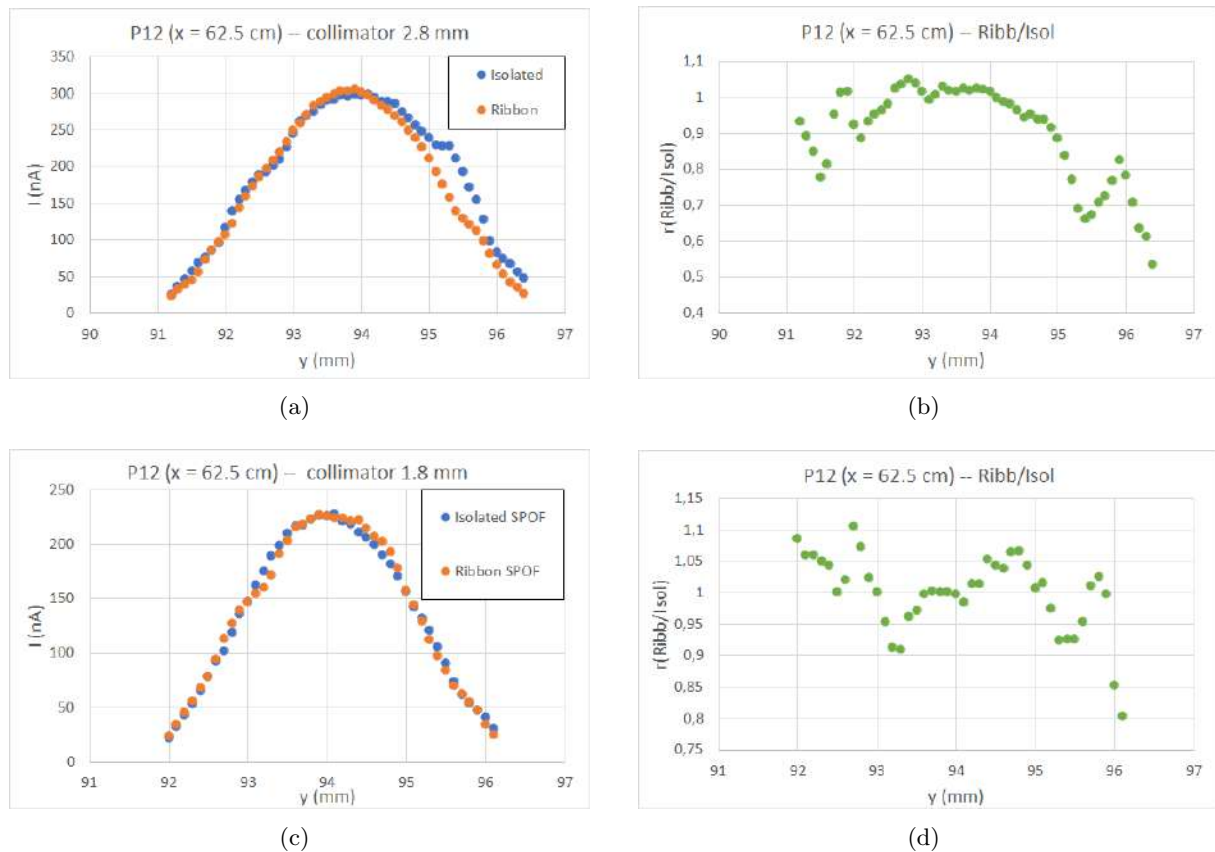 P12 (x = 62.5 cm) -- collimator 2.8 mm
350
300
250
200
150
100
50
0
I (nA)
Isolated
Ribbon
90 91 92 93 94 95 96 97
y (mm)
(a)
P12 (x = 62.5 cm) -- Ribb/Isol
1,1
1
0,9
0,8
0,7
0,6
0,5
0,4
r(Ribb/Isol)
90 91 92 93 94 95 96 97
y (mm)
(b)
P12 (x = 62.5 cm) -- collimator 1.8 mm
250
200
150
100
50
0
I (nA)
Isolated SPOF
Ribbon SPOF
91 92 93 94 95 96 97
y (mm)
(c)
P12 (x = 62.5 cm) -- Ribb/Isol
1,15
1,1
1,05
1
0,95
0,9
0,85
0,8
0,75
r(Ribb/Isol)
91 92 93 94 95 96 97
y (mm)
(d)